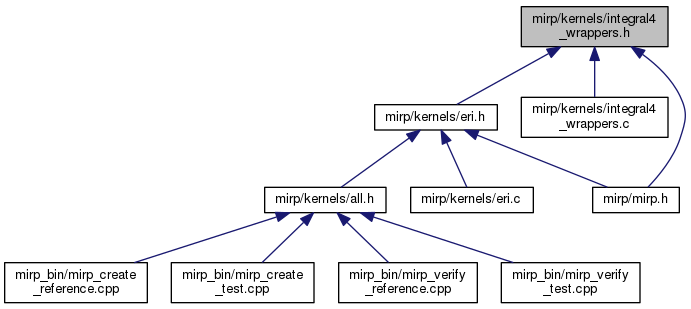 mirp/kernels/integral4
_wrappers.h
mirp/kernels/eri.h
mirp/kernels/integral4
_wrappers.c
mirp/kernels/all.h
mirp/kernels/eri.c
mirp/mirp.h
mirp_bin/mirp_create
_reference.cpp
mirp_bin/mirp_create
_test.cpp
mirp_bin/mirp_verify
_reference.cpp
mirp_bin/mirp_verify
_test.cpp